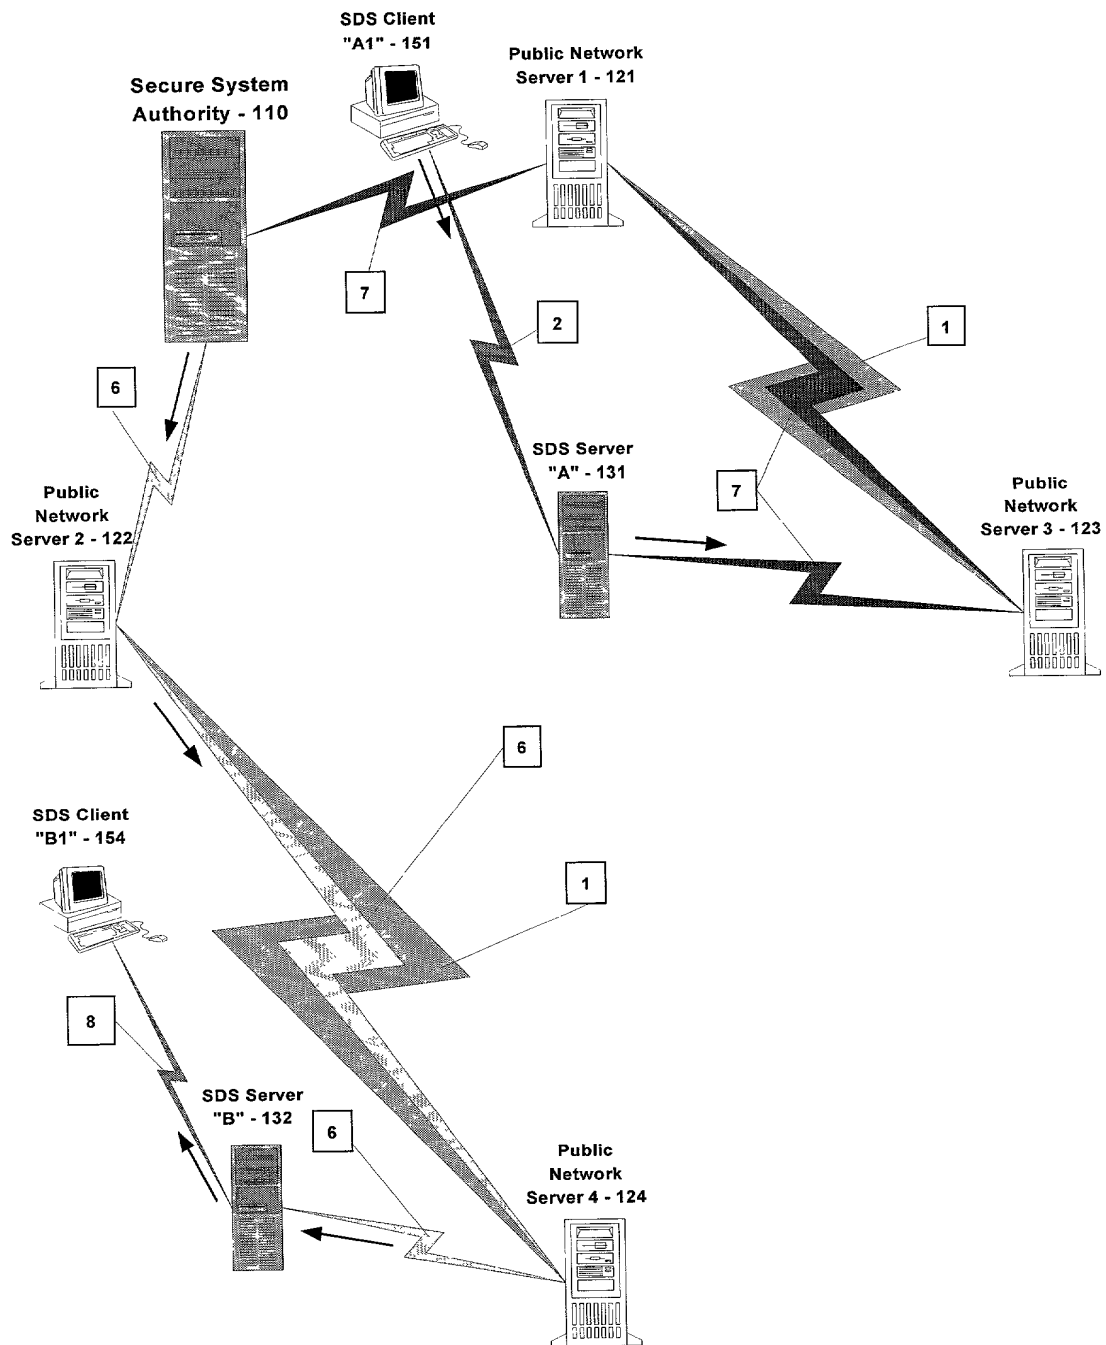 SDS Client
"A1" - 151
Public Network
Server 1 - 121
Secure System
Authority - 110
7
2
1
6
SDS Server
"A" - 131
7
Public
Network
Server 3 - 123
Public
Network
Server 2 - 122
6
SDS Client
"B1" - 154
1
8
SDS Server
"B" - 132
6
Public
Network
Server 4 - 124